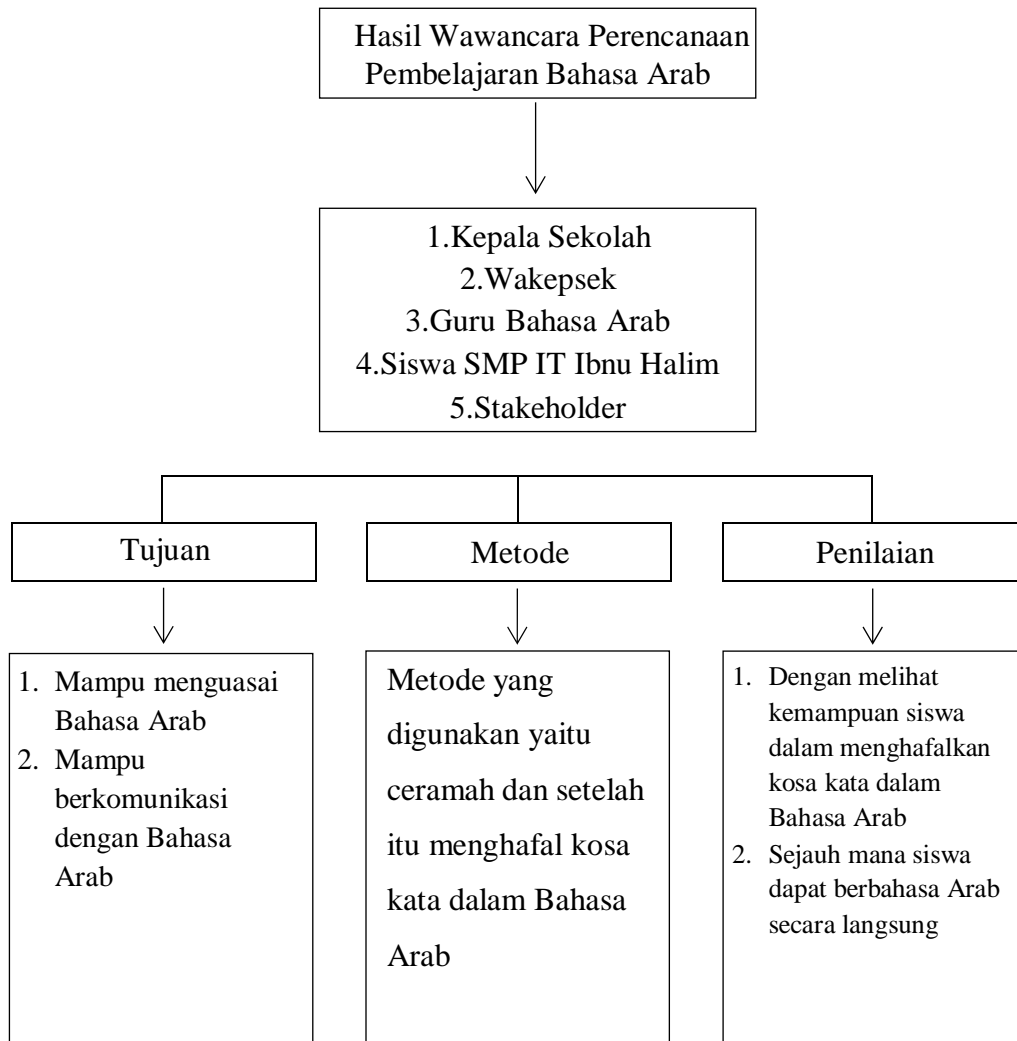 Hasil Wawancara Perencanaan
Pembelajaran Bahasa Arab
1.Kepala Sekolah
2.Wakepsek
3.Guru Bahasa Arab
4.Siswa SMP IT Ibnu Halim
5.Stakeholder
Tujuan
Metode
Penilaian
1. Mampu menguasai
Bahasa Arab
2. Mampu
berkomunikasi
dengan Bahasa
Arab
Metode yang
digunakan yaitu
ceramah dan setelah
itu menghafal kosa
kata dalam Bahasa
Arab
1. Dengan melihat
kemampuan siswa
dalam menghafalkan
kosa kata dalam
Bahasa Arab
2. Sejauh mana siswa
dapat berbahasa Arab
secara langsung